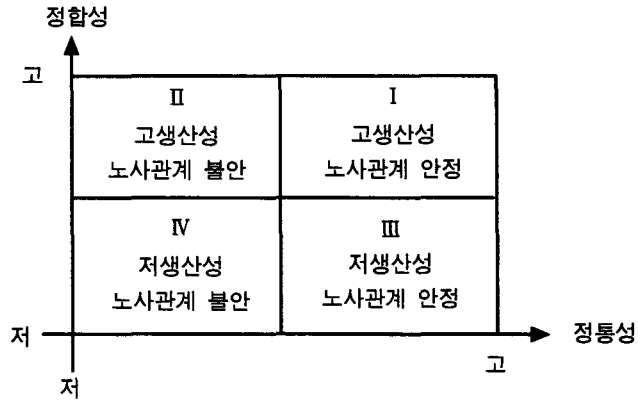 정합성
고
Ⅱ
고생산성
노사관계 불안
Ⅰ
고생산성
노사관계 안정
Ⅳ
저생산성
노사관계 불안
Ⅲ
저생산성
노사관계 안정
저
정통성
고
저